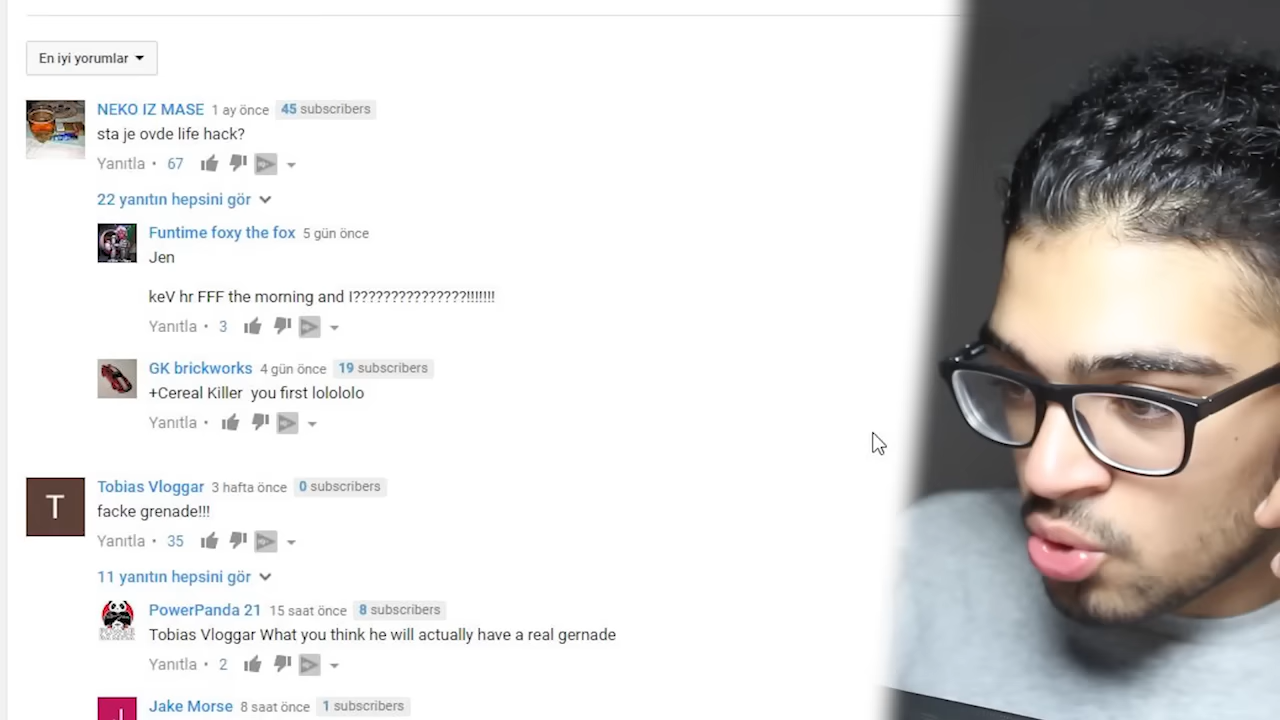 En iyi yorumlar
NEKO IZ MASE 1 ay önce 45 subscribers
sta je ovde life hack?
Yanıtla • 67
22 yanıtın hepsini gör
Funtime foxy the fox 5 gün önce
Jen
keV hr FFF the morning and I???????????????!!!!!!!
Yanıtla • 3
GK brickworks 4 gün önce 19 subscribers
+Cereal Killer you first lolololo
Yanıtla •
T
Tobias Vloggar 3 hafta önce 0 subscribers
facke grenade!!!
Yanıtla • 35
11 yanıtın hepsini gör
PowerPanda 21 15 saat önce 8 subscribers
Tobias Vloggar What you think he will actually have a real gernade
Yanıtla • 2
Jake Morse 8 saat önce 1 subscribers